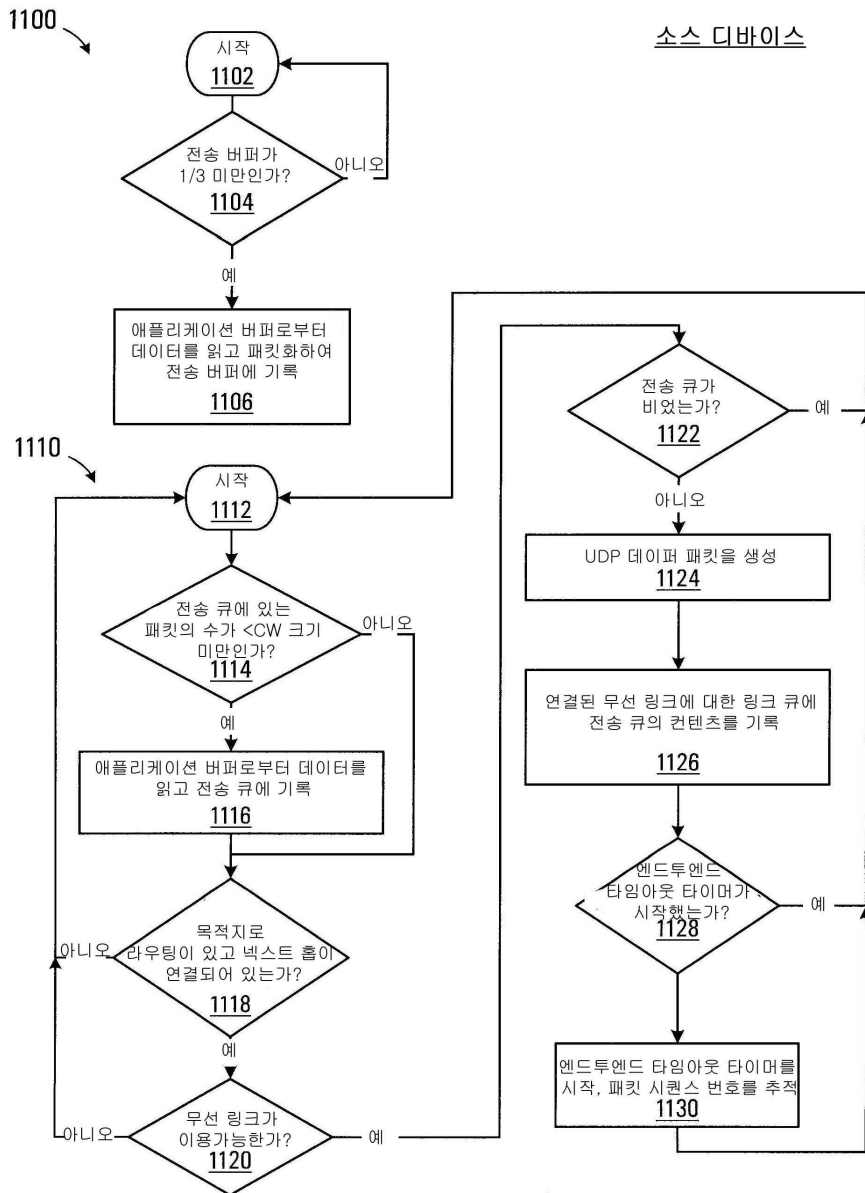 1100
소스 디바이스
시작
1102
전송 버퍼가
1/3 미만인가?
1104
아니오
예
애플리케이션 버퍼로부터
데이터를 읽고 패킷화하여
전송 버퍼에 기록
1106
1110
시작
1112
전송 큐에 있는
패킷의 수가 <CW 크기
미만인가?
1114
아니오
예
애플리케이션 버퍼로부터 데이터를
읽고 전송 큐에 기록
1116
목적지로
라우팅이 있고 넥스트 홉이
연결되어 있는가?
1118
아니오
예
무선 링크가
이용가능한가?
1120
아니오
예
전송 큐가
비었는가?
1122
예
아니오
UDP 데이퍼 패킷을 생성
1124
연결된 무선 링크에 대한 링크 큐에
전송 큐의 컨텐츠를 기록
1126
엔드투엔드
타임아웃 타이머가
시작했는가?
1128
예
엔드투엔드 타임아웃 타이머를
시작, 패킷 시퀀스 번호를 추적
1130